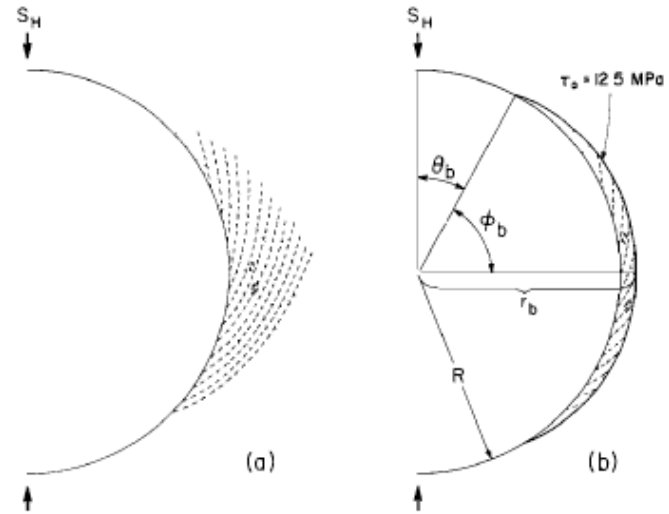 S_H
(a)
S_H
τ_o = 12 5 MPa
θ_b
ϕ_b
r_b
R
(b)